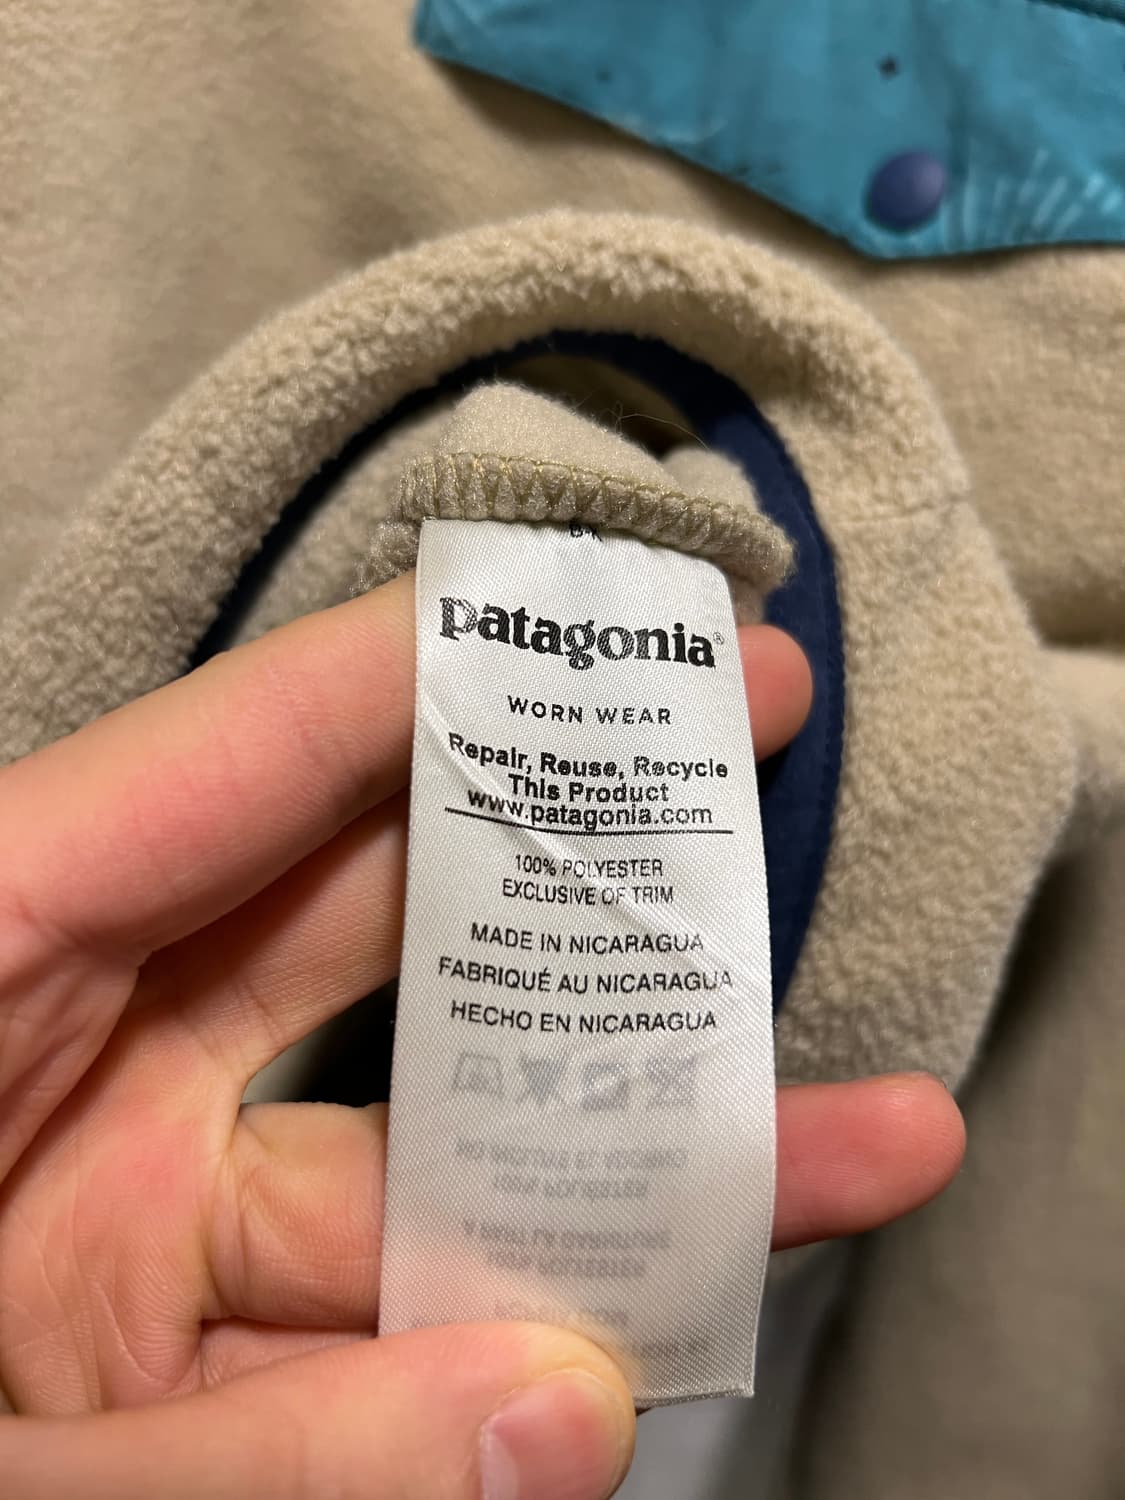 patagonia®
WORN WEAR
Repair, Reuse, Recycle
This Product
www.patagonia.com
100% POLYESTER
EXCLUSIVE OF TRIM
MADE IN NICARAGUA
FABRIQUÉ AU NICARAGUA
HECHO EN NICARAGUA